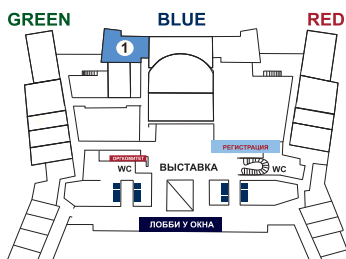 GREEN BLUE RED
1
РЕГИСТРАЦИЯ
ОРГКОМИТЕТ
ВЫСТАВКА
WC WC
ЛОББИ У ОКНА